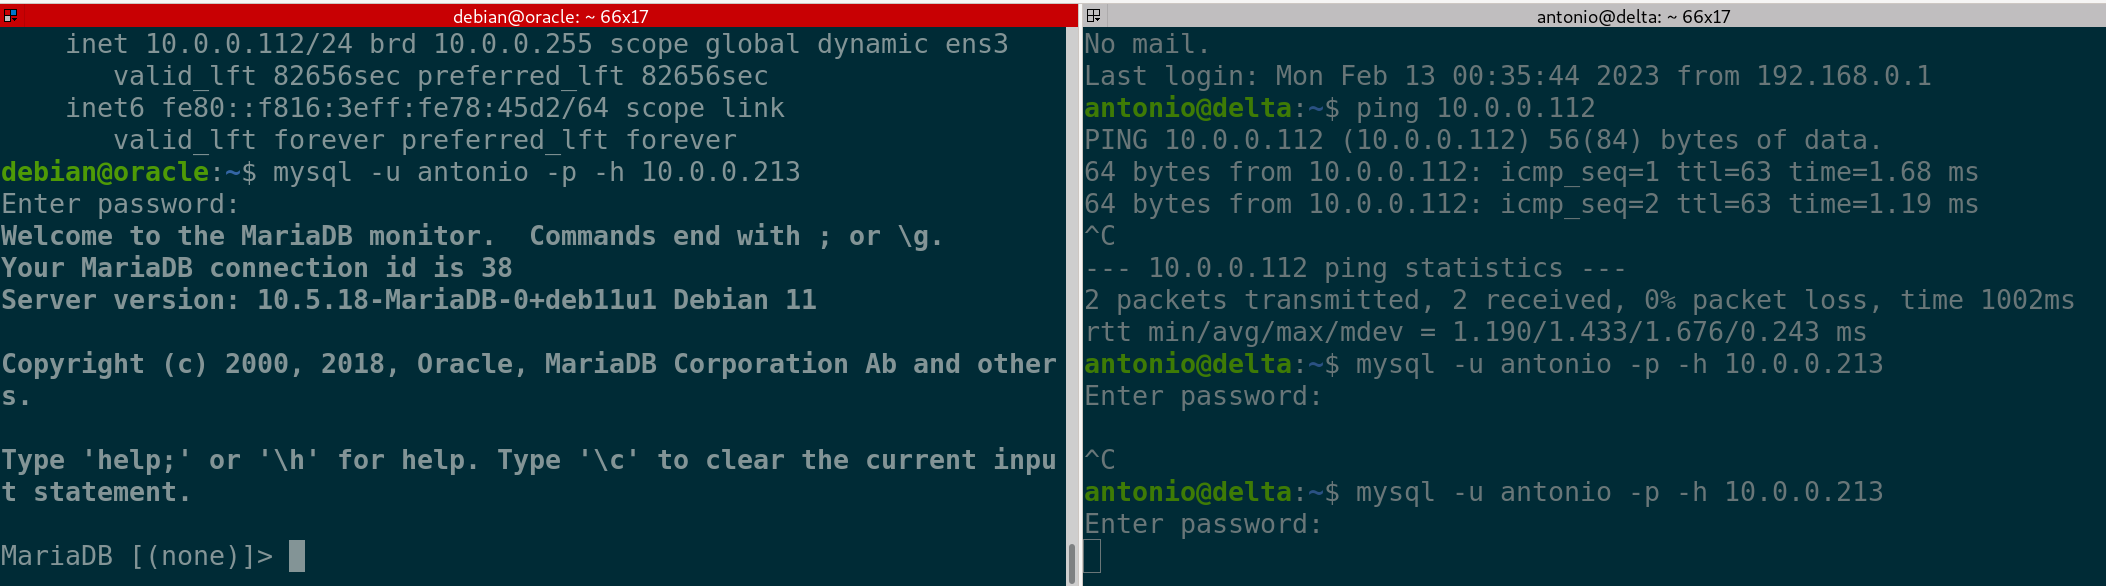 debian@oracle: ~ 66x17
inet 10.0.0.112/24 brd 10.0.0.255 scope global dynamic ens3
valid_lft 82656sec preferred_lft 82656sec
inet6 fe80::f816:3eff:fe78:45d2/64 scope link
valid_lft forever preferred_lft forever
debian@oracle:~$ mysql -u antonio -p -h 10.0.0.213
Enter password:
Welcome to the MariaDB monitor.  Commands end with ; or \g.
Your MariaDB connection id is 38
Server version: 10.5.18-MariaDB-0+deb11u1 Debian 11
Copyright (c) 2000, 2018, Oracle, MariaDB Corporation Ab and other
s.
Type 'help;' or '\h' for help. Type '\c' to clear the current inpu
t statement.
MariaDB [(none)]>
antonio@delta: ~ 66x17
No mail.
Last login: Mon Feb 13 00:35:44 2023 from 192.168.0.1
antonio@delta:~$ ping 10.0.0.112
PING 10.0.0.112 (10.0.0.112) 56(84) bytes of data.
64 bytes from 10.0.0.112: icmp_seq=1 ttl=63 time=1.68 ms
64 bytes from 10.0.0.112: icmp_seq=2 ttl=63 time=1.19 ms
^C
--- 10.0.0.112 ping statistics ---
2 packets transmitted, 2 received, 0% packet loss, time 1002ms
rtt min/avg/max/mdev = 1.190/1.433/1.676/0.243 ms
antonio@delta:~$ mysql -u antonio -p -h 10.0.0.213
Enter password:
^C
antonio@delta:~$ mysql -u antonio -p -h 10.0.0.213
Enter password: